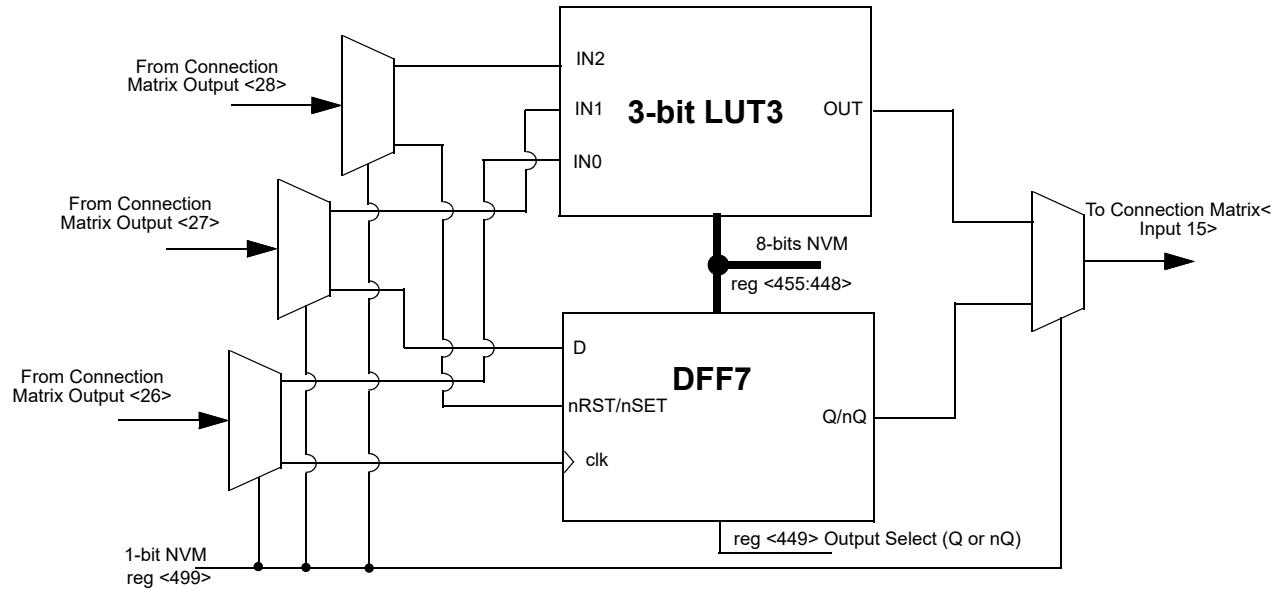 From Connection
Matrix Output <28>
IN2
IN1
IN0
3-bit LUT3
OUT
From Connection
Matrix Output <27>
To Connection Matrix<
Input 15>
8-bits NVM
reg <455:448>
From Connection
Matrix Output <26>
D
DFF7
nRST/nSET
Q/nQ
clk
reg <449> Output Select (Q or nQ)
1-bit NVM
reg <499>